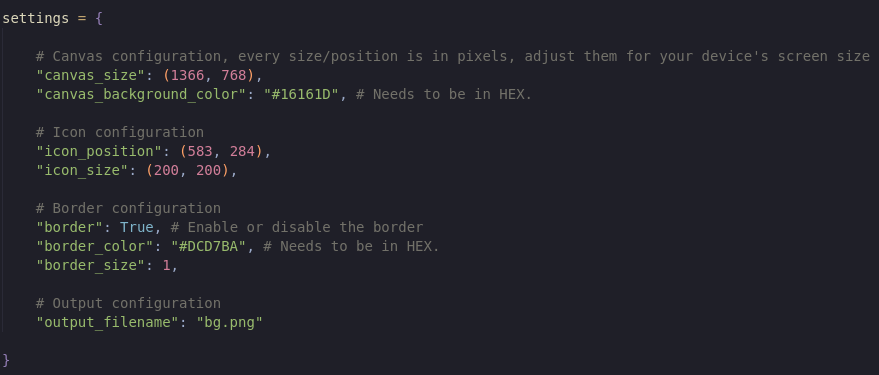 settings = {
# Canvas configuration, every size/position is in pixels, adjust them for your device's screen size
"canvas_size": (1366, 768),
"canvas_background_color": "#16161D", # Needs to be in HEX.
# Icon configuration
"icon_position": (583, 284),
"icon_size": (200, 200),
# Border configuration
"border": True, # Enable or disable the border
"border_color": "#DCD7BA", # Needs to be in HEX.
"border_size": 1,
# Output configuration
"output_filename": "bg.png"
}